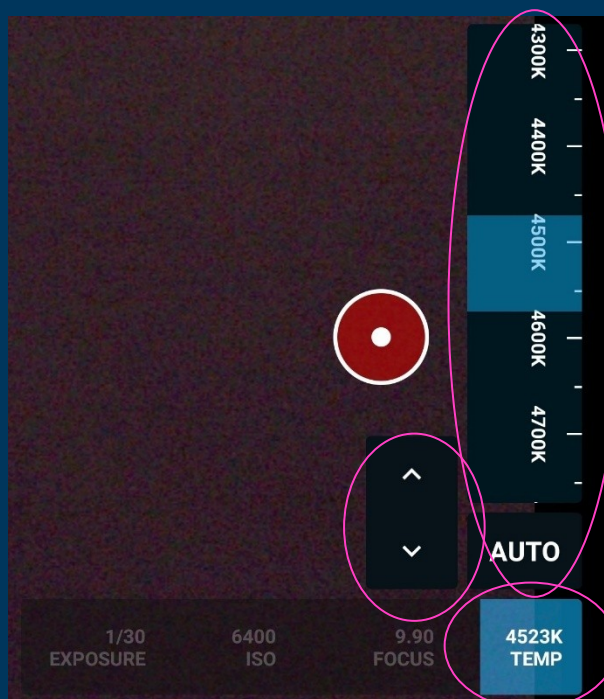 4300K
4400K
4500K
4600K
4700K
AUTO
1/30
EXPOSURE
6400
ISO
9.90
FOCUS
4523K
TEMP